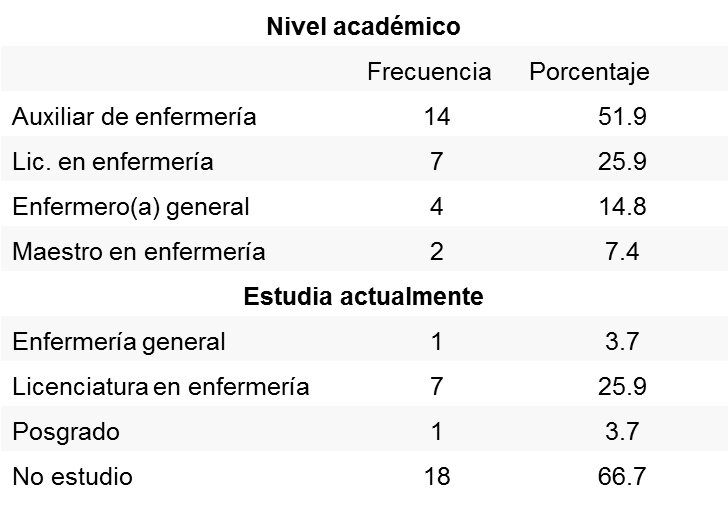 Nivel académico
Frecuencia Porcentaje
Auxiliar de enfermería 14 51.9
Lic. en enfermería 7 25.9
Enfermero(a) general 4 14.8
Maestro en enfermería 2 7.4
Estudia actualmente
Enfermería general 1 3.7
Licenciatura en enfermería 7 25.9
Posgrado 1 3.7
No estudio 18 66.7